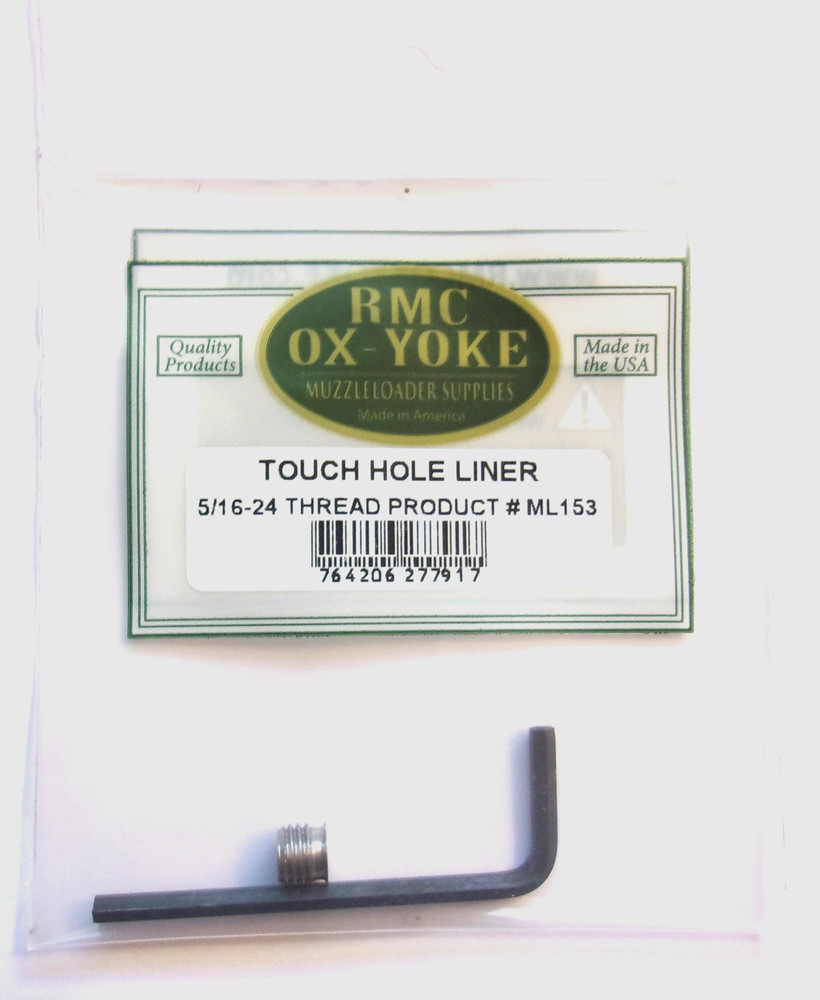 RMC
OX-YOKE
MUZZLELOADER SUPPLIES
Made in America
Quality
Products
Made in
the USA
TOUCH HOLE LINER
5/16-24 THREAD PRODUCT # ML153
764206 277917